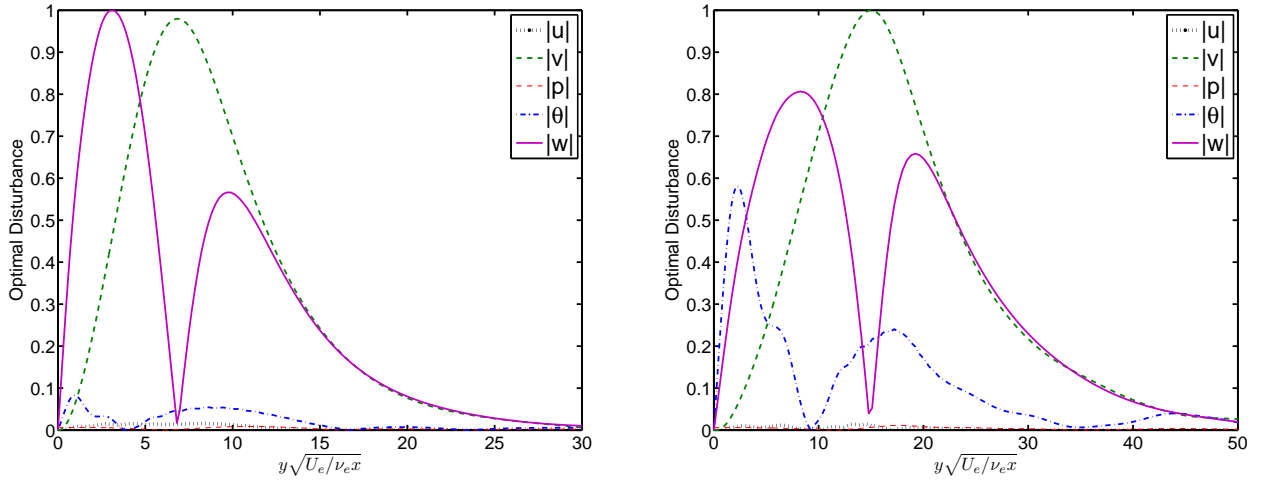 1
0.9
0.8
0.7
0.6
0.5
0.4
0.3
0.2
0.1
0
Optimal Disturbance
0 5 10 15 20 25 30
y√U_e/ν_e x
|u|
|v|
|p|
|θ|
|w|
1
0.9
0.8
0.7
0.6
0.5
0.4
0.3
0.2
0.1
0
Optimal Disturbance
0 10 20 30 40 50
y√U_e/ν_e x
|u|
|v|
|p|
|θ|
|w|